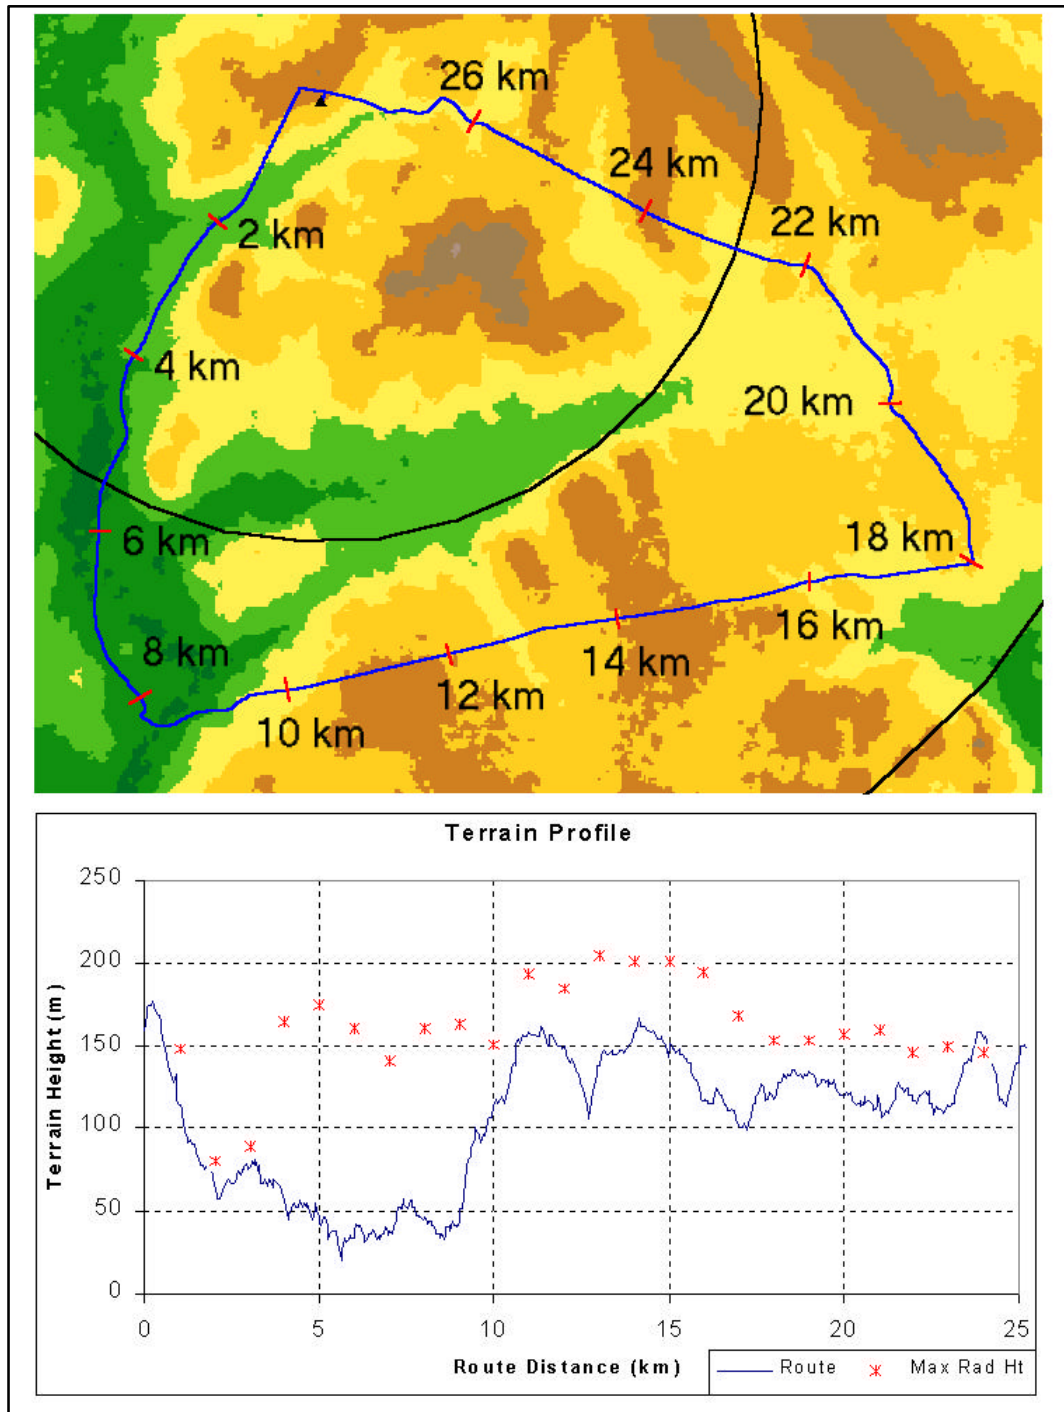 26 km
24 km
22 km
2 km
4 km
20 km
6 km
18 km
8 km
16 km
14 km
12 km
10 km
Terrain Profile
250
200
150
100
50
0
Terrain Height (m)
0 5 10 15 20 25
Route Distance (km)
Route Max Rad Ht